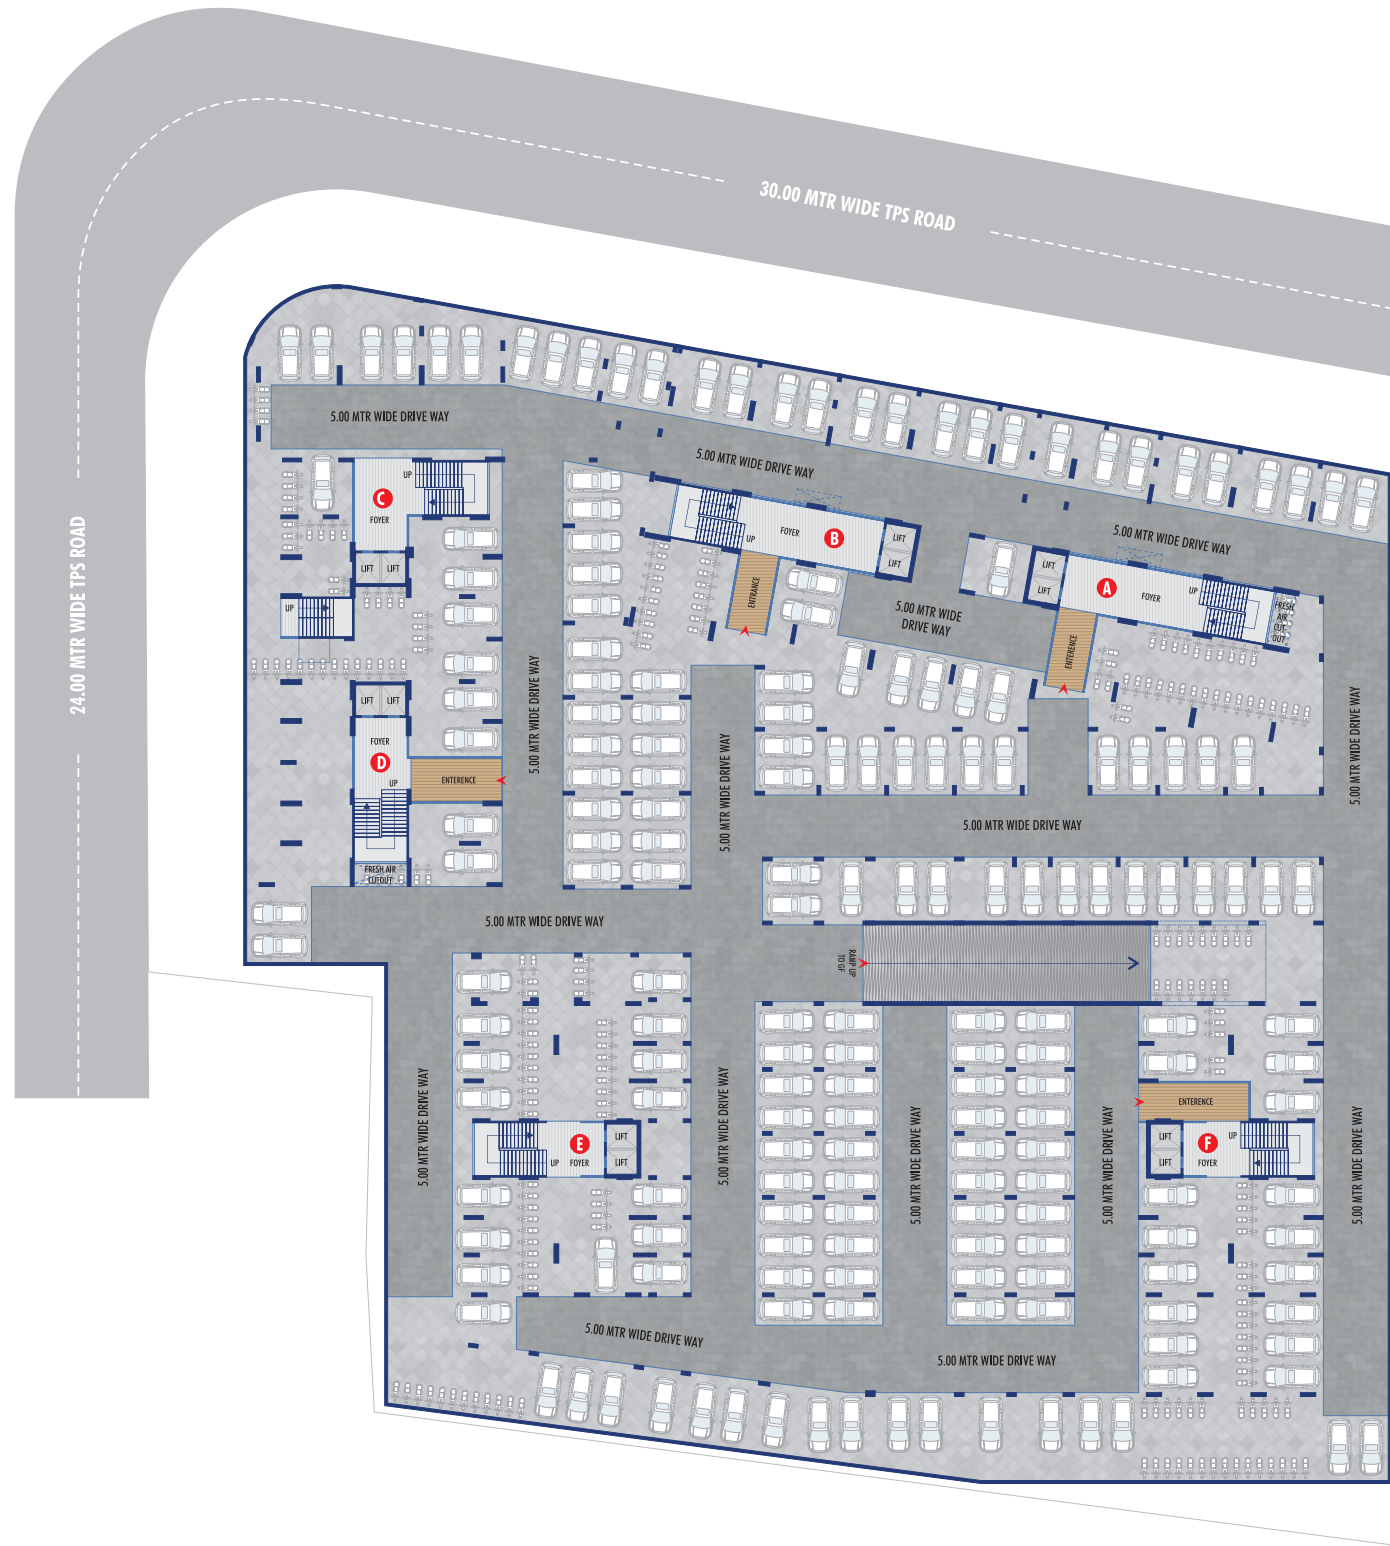 30.00 MTR WIDE TPS ROAD
24.00 MTR WIDE TPS ROAD
5.00 MTR WIDE DRIVE WAY
5.00 MTR WIDE DRIVE WAY
5.00 MTR WIDE DRIVE WAY
UP
C
FOYER
LIFT
LIFT
UP
LIFT
LIFT
FOYER
D
UP
ENTERENCE
FRESH AIR
CUTOUT
5.00 MTR WIDE DRIVE WAY
UP
FOYER
B
LIFT
LIFT
ENTRANCE
5.00 MTR WIDE
DRIVE WAY
LIFT
LIFT
A
FOYER
UP
FRESH
AIR
CUT
OUT
ENTERENCE
5.00 MTR WIDE DRIVE WAY
5.00 MTR WIDE DRIVE WAY
5.00 MTR WIDE DRIVE WAY
5.00 MTR WIDE DRIVE WAY
RAMP UP
TO GF
5.00 MTR WIDE DRIVE WAY
5.00 MTR WIDE DRIVE WAY
5.00 MTR WIDE DRIVE WAY
5.00 MTR WIDE DRIVE WAY
5.00 MTR WIDE DRIVE WAY
E
UP
FOYER
LIFT
LIFT
ENTERENCE
LIFT
LIFT
F
FOYER
UP
5.00 MTR WIDE DRIVE WAY
5.00 MTR WIDE DRIVE WAY